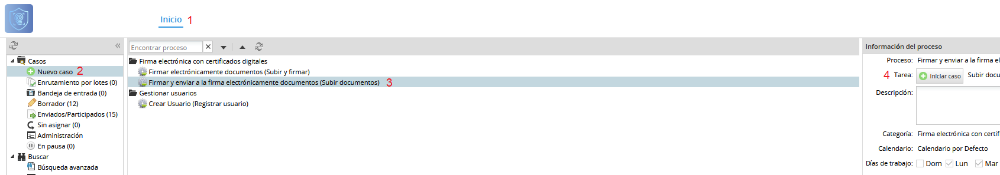 Inicio 1
Encontrar proceso
Casos
Nuevo caso 2
Enrutamiento por lotes (0)
Bandeja de entrada (0)
Borrador (12)
Enviados/Participados (15)
Sin asignar (0)
Administración
En pausa (0)
Buscar
Búsqueda avanzada
Firma electrónica con certificados digitales
Firmar electrónicamente documentos (Subir y firmar)
Firmar y enviar a la firma electrónicamente documentos (Subir documentos) 3
Gestionar usuarios
Crear Usuario (Registrar usuario)
Información del proceso
Proceso: Firmar y enviar a la firma el
4 Tarea: Iniciar caso Subir docu
Descripción:
Categoría: Firma electrónica con certif
Calendario: Calendario por Defecto
Días de trabajo: Dom Lun Mar